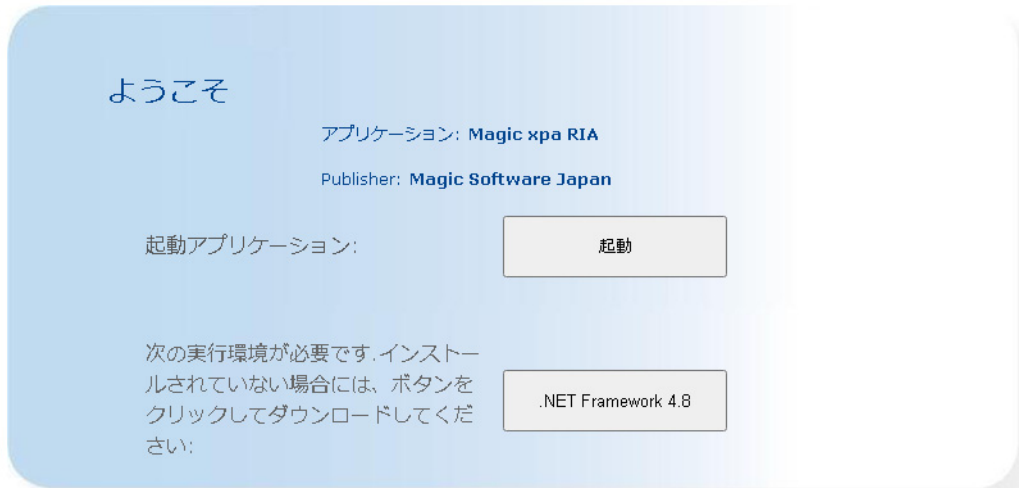 ようこそ
アプリケーション: Magic xpa RIA
Publisher: Magic Software Japan
起動アプリケーション:
起動
次の実行環境が必要です.インストー
ルされていない場合には、ボタンを
クリックしてダウンロードしてくだ
さい:
.NET Framework 4.8